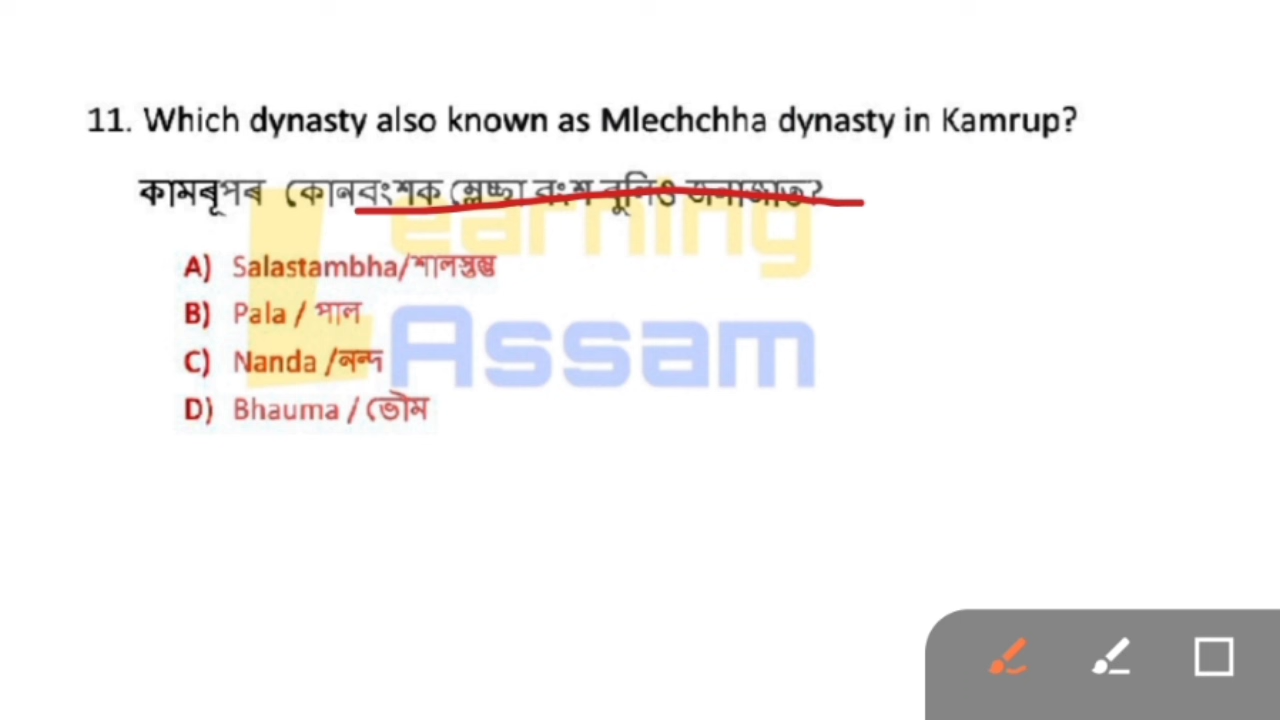 11. Which dynasty also known as Mlechchha dynasty in Kamrup?
কামৰূপৰ কোনবংশক ম্লেচ্ছা বংশ বুলিও জনাজাত?
A) Salastambha/শালস্তম্ভ
B) Pala / পাল
C) Nanda /নন্দ
D) Bhauma / ভৌম
Learning
Assam